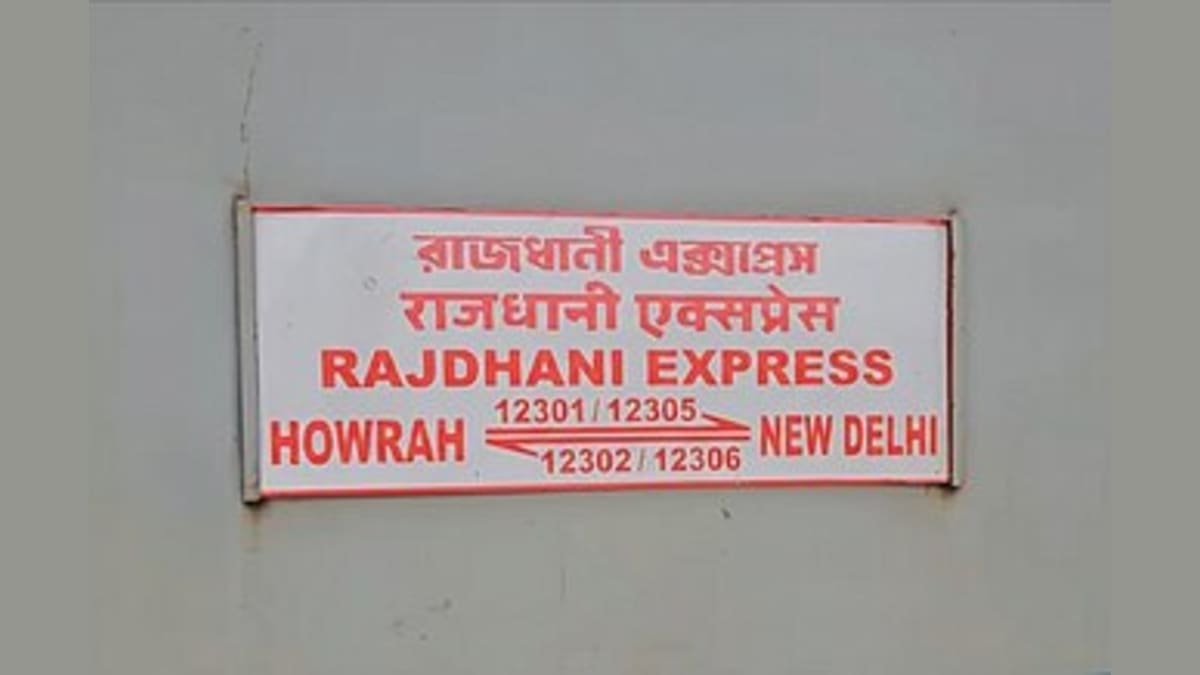 রাজধানী এক্সপ্রেস
राजधानी एक्सप्रेस
RAJDHANI EXPRESS
12301/12305
HOWRAH NEW DELHI
12302/12306